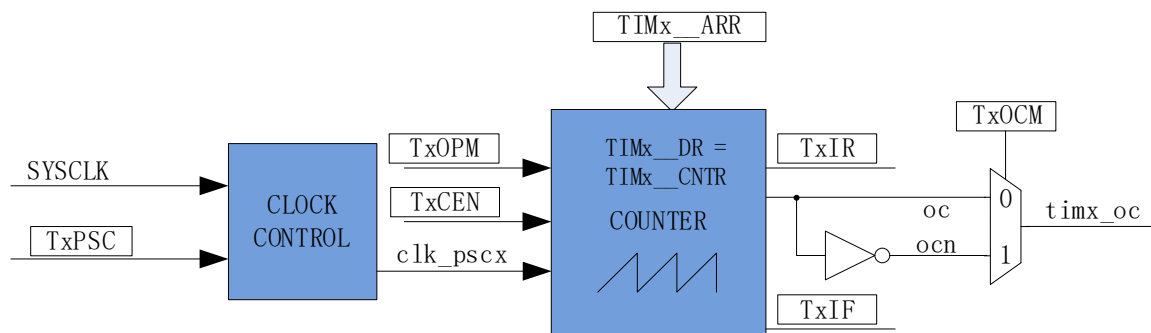 TIMx__ARR
TxOCM
TxOPM
TIMx__DR =
TIMx__CNTR
TxIR
SYSCLK
CLOCK
CONTROL
TxCEN
COUNTER
oc
0
timx_oc
TxPSC
clk_pscx
ocn
1
TxIF